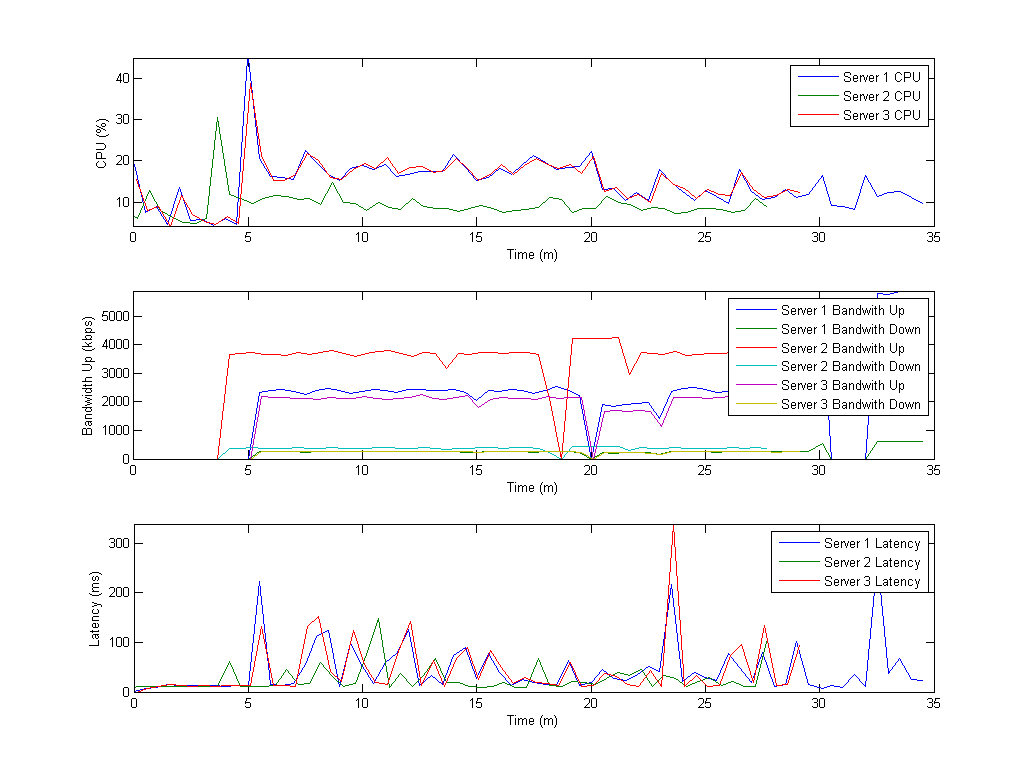 40
30
20
10
CPU (%)
Server 1 CPU
Server 2 CPU
Server 3 CPU
0 5 10 15 20 25 30 35
Time (m)
5000
4000
3000
2000
1000
0
Bandwidth Up (kbps)
Server 1 Bandwith Up
Server 1 Bandwith Down
Server 2 Bandwith Up
Server 2 Bandwith Down
Server 3 Bandwith Up
Server 3 Bandwith Down
0 5 10 15 20 25 30 35
Time (m)
300
200
100
0
Latency (ms)
Server 1 Latency
Server 2 Latency
Server 3 Latency
0 5 10 15 20 25 30 35
Time (m)